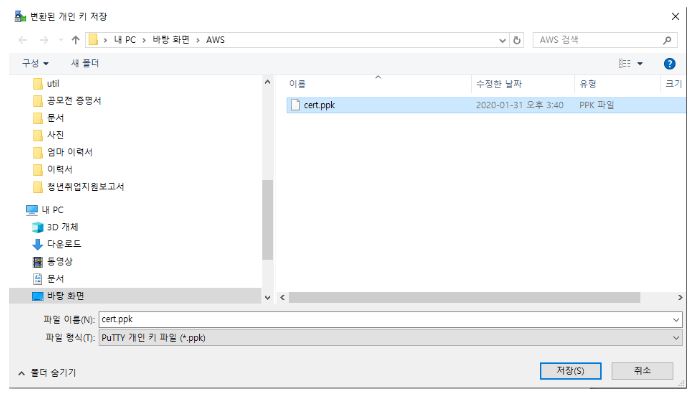 변환된 개인 키 저장
내 PC > 바탕 화면 > AWS
AWS 검색
구성
새 폴더
이름
수정한 날짜
유형
크기
util
공모전 증명서
문서
사진
엄마 이력서
이력서
청년취업지원보고서
내 PC
3D 개체
다운로드
동영상
문서
바탕 화면
cert.ppk
2020-01-31 오후 3:40
PPK 파일
파일 이름(N): cert.ppk
파일 형식(T): PuTTY 개인 키 파일 (*.ppk)
폴더 숨기기
저장(S)
취소